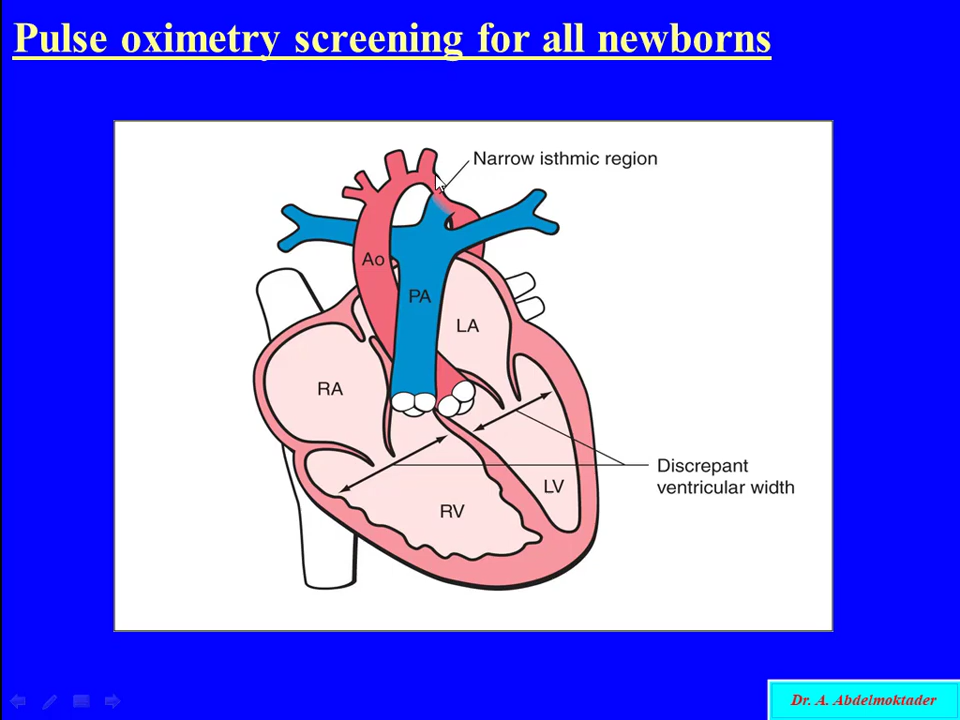 Pulse oximetry screening for all newborns
Narrow isthmic region
Ao
PA
LA
RA
Discrepant
ventricular width
LV
RV
Dr. A. Abdelmoktader